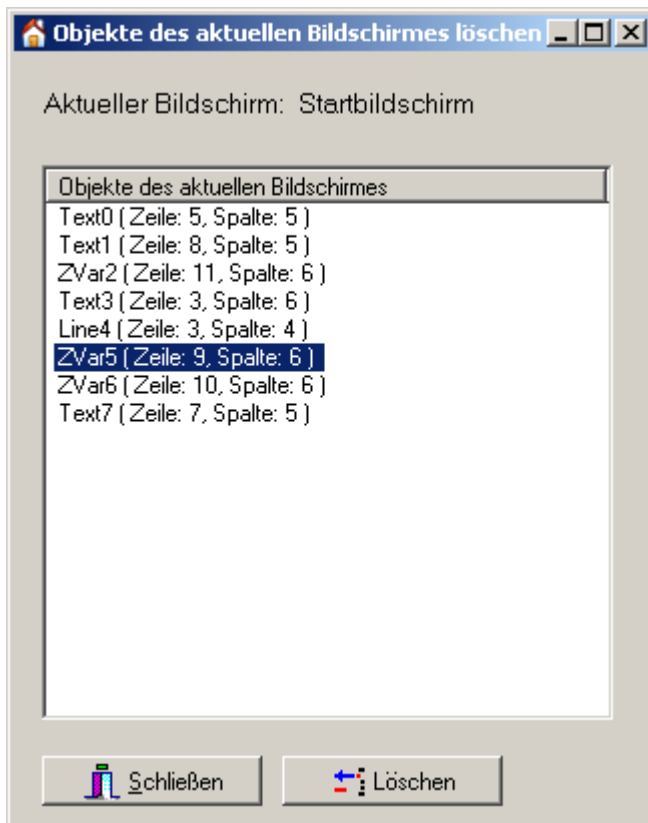 Objekte des aktuellen Bildschirmes löschen
Aktueller Bildschirm: Startbildschirm
Objekte des aktuellen Bildschirmes
Text0 ( Zeile: 5, Spalte: 5 )
Text1 ( Zeile: 8, Spalte: 5 )
ZVar2 ( Zeile: 11, Spalte: 6 )
Text3 ( Zeile: 3, Spalte: 6 )
Line4 ( Zeile: 3, Spalte: 4 )
ZVar5 ( Zeile: 9, Spalte: 6 )
ZVar6 ( Zeile: 10, Spalte: 6 )
Text7 ( Zeile: 7, Spalte: 5 )
Schließen Löschen